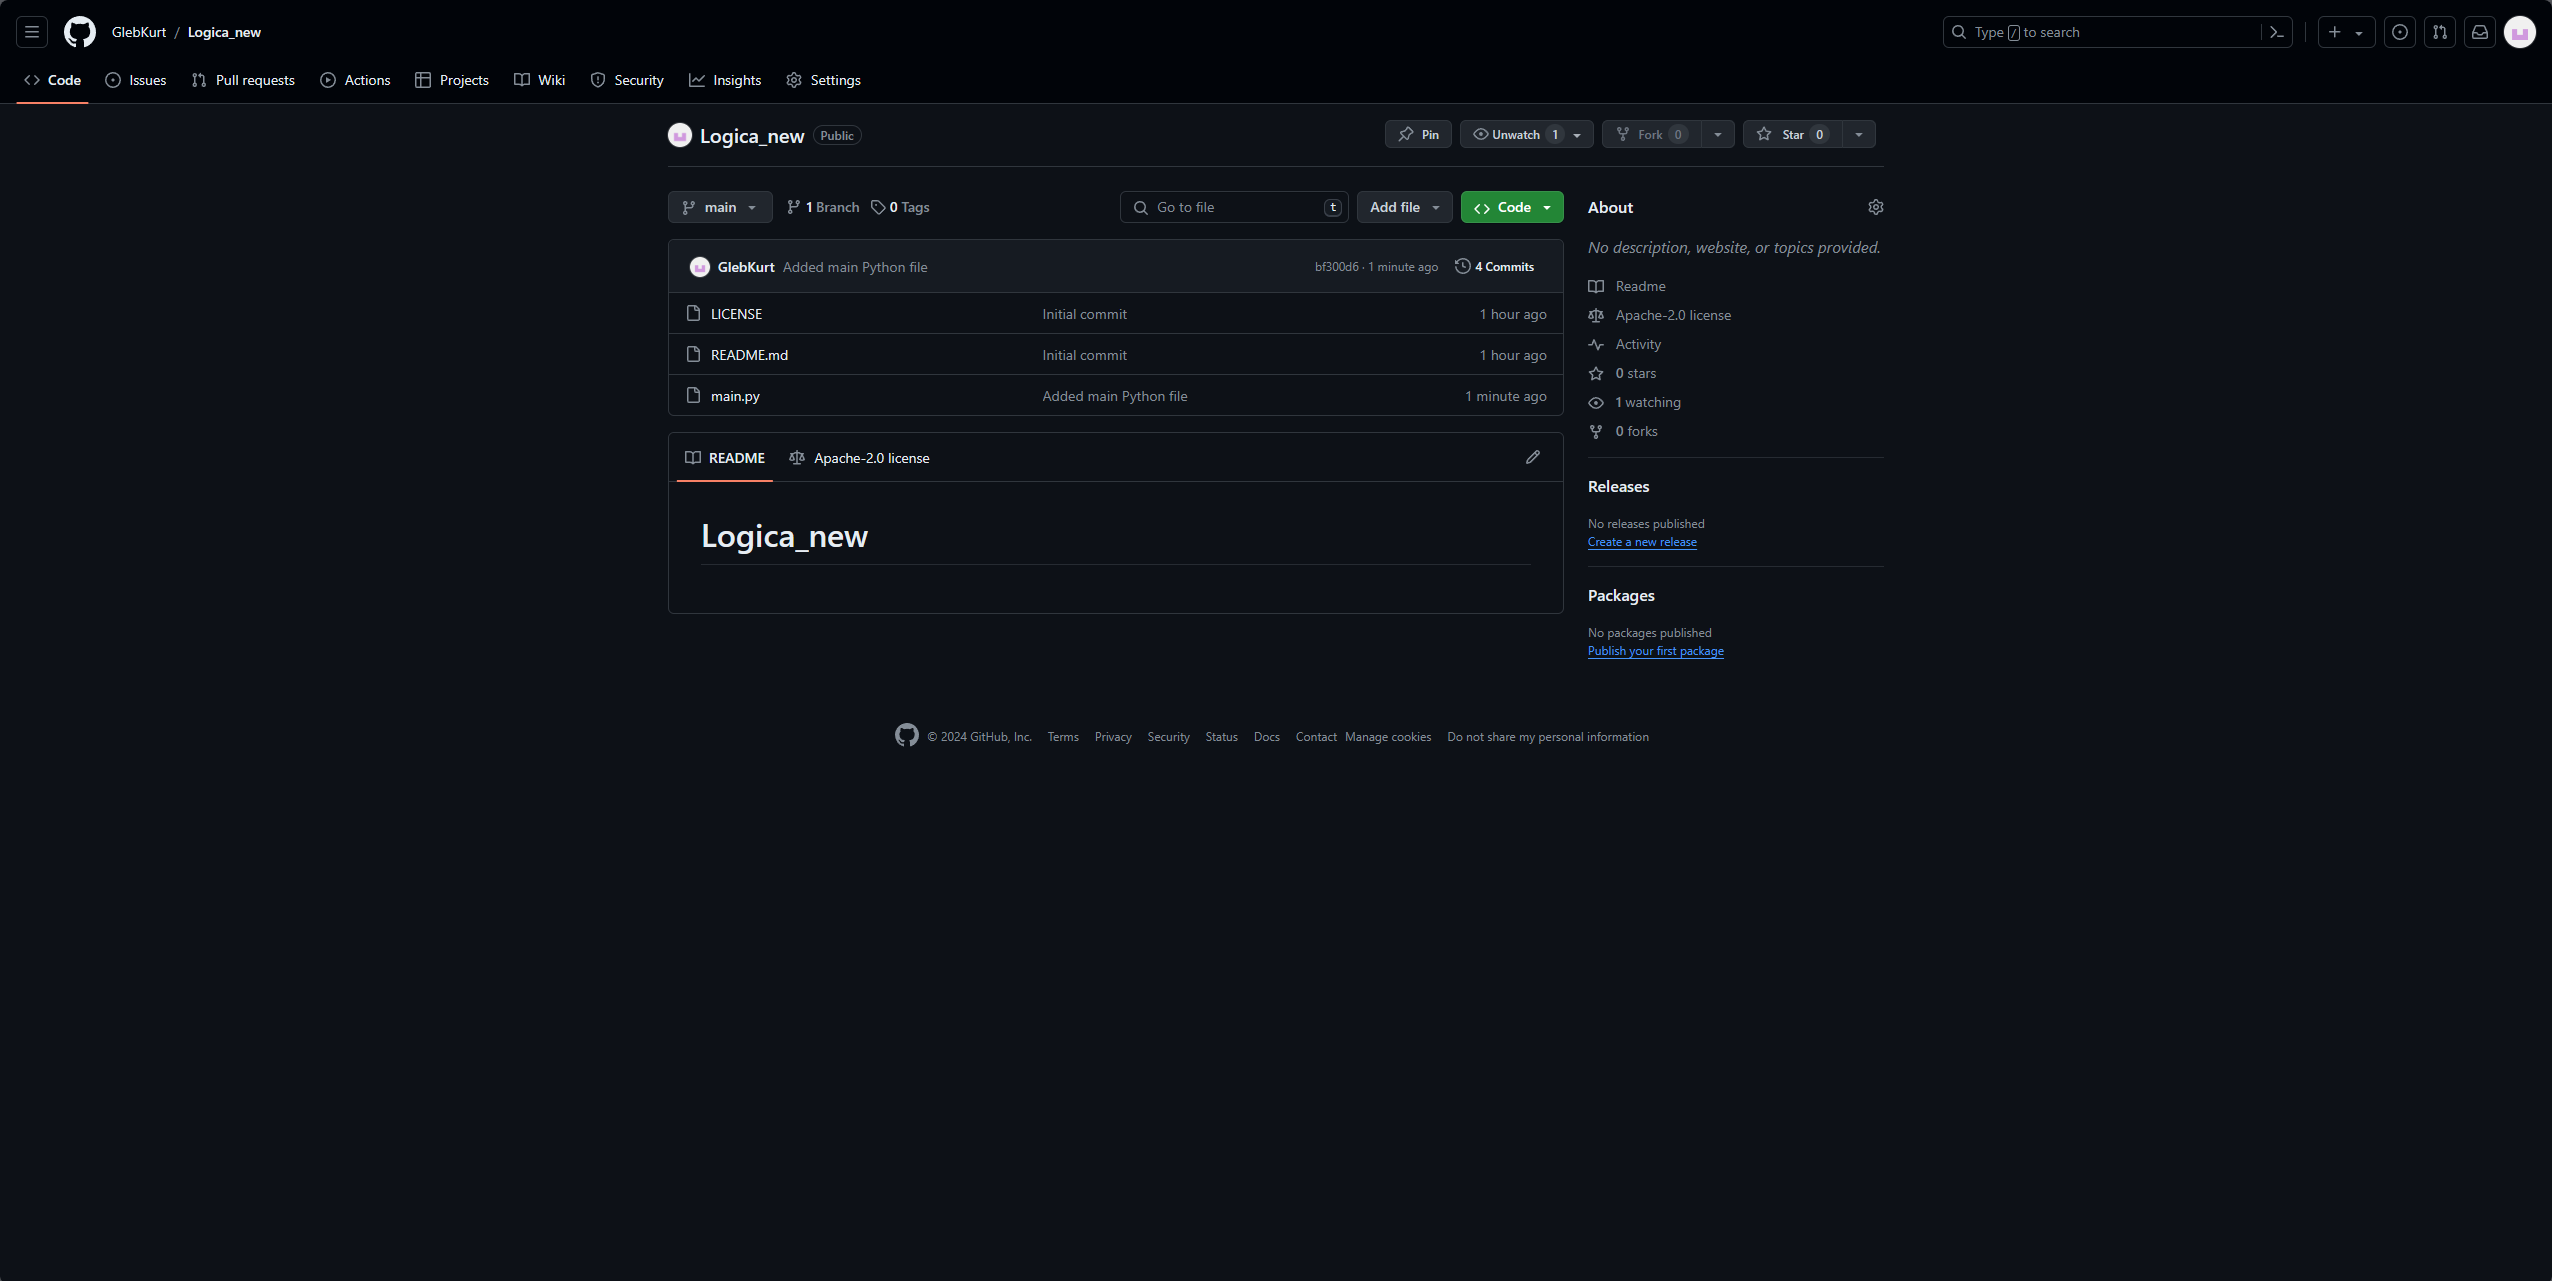 GlebKurt / Logica_new
Type / to search
Code Issues Pull requests Actions Projects Wiki Security Insights Settings
Logica_new Public
Pin Unwatch 1 Fork 0 Star 0
main 1 Branch 0 Tags Go to file t Add file Code
GlebKurt Added main Python file bf300d6 · 1 minute ago 4 Commits
LICENSE Initial commit 1 hour ago
README.md Initial commit 1 hour ago
main.py Added main Python file 1 minute ago
README Apache-2.0 license
Logica_new
About
No description, website, or topics provided.
Readme
Apache-2.0 license
Activity
0 stars
1 watching
0 forks
Releases
No releases published
Create a new release
Packages
No packages published
Publish your first package
© 2024 GitHub, Inc. Terms Privacy Security Status Docs Contact Manage cookies Do not share my personal information